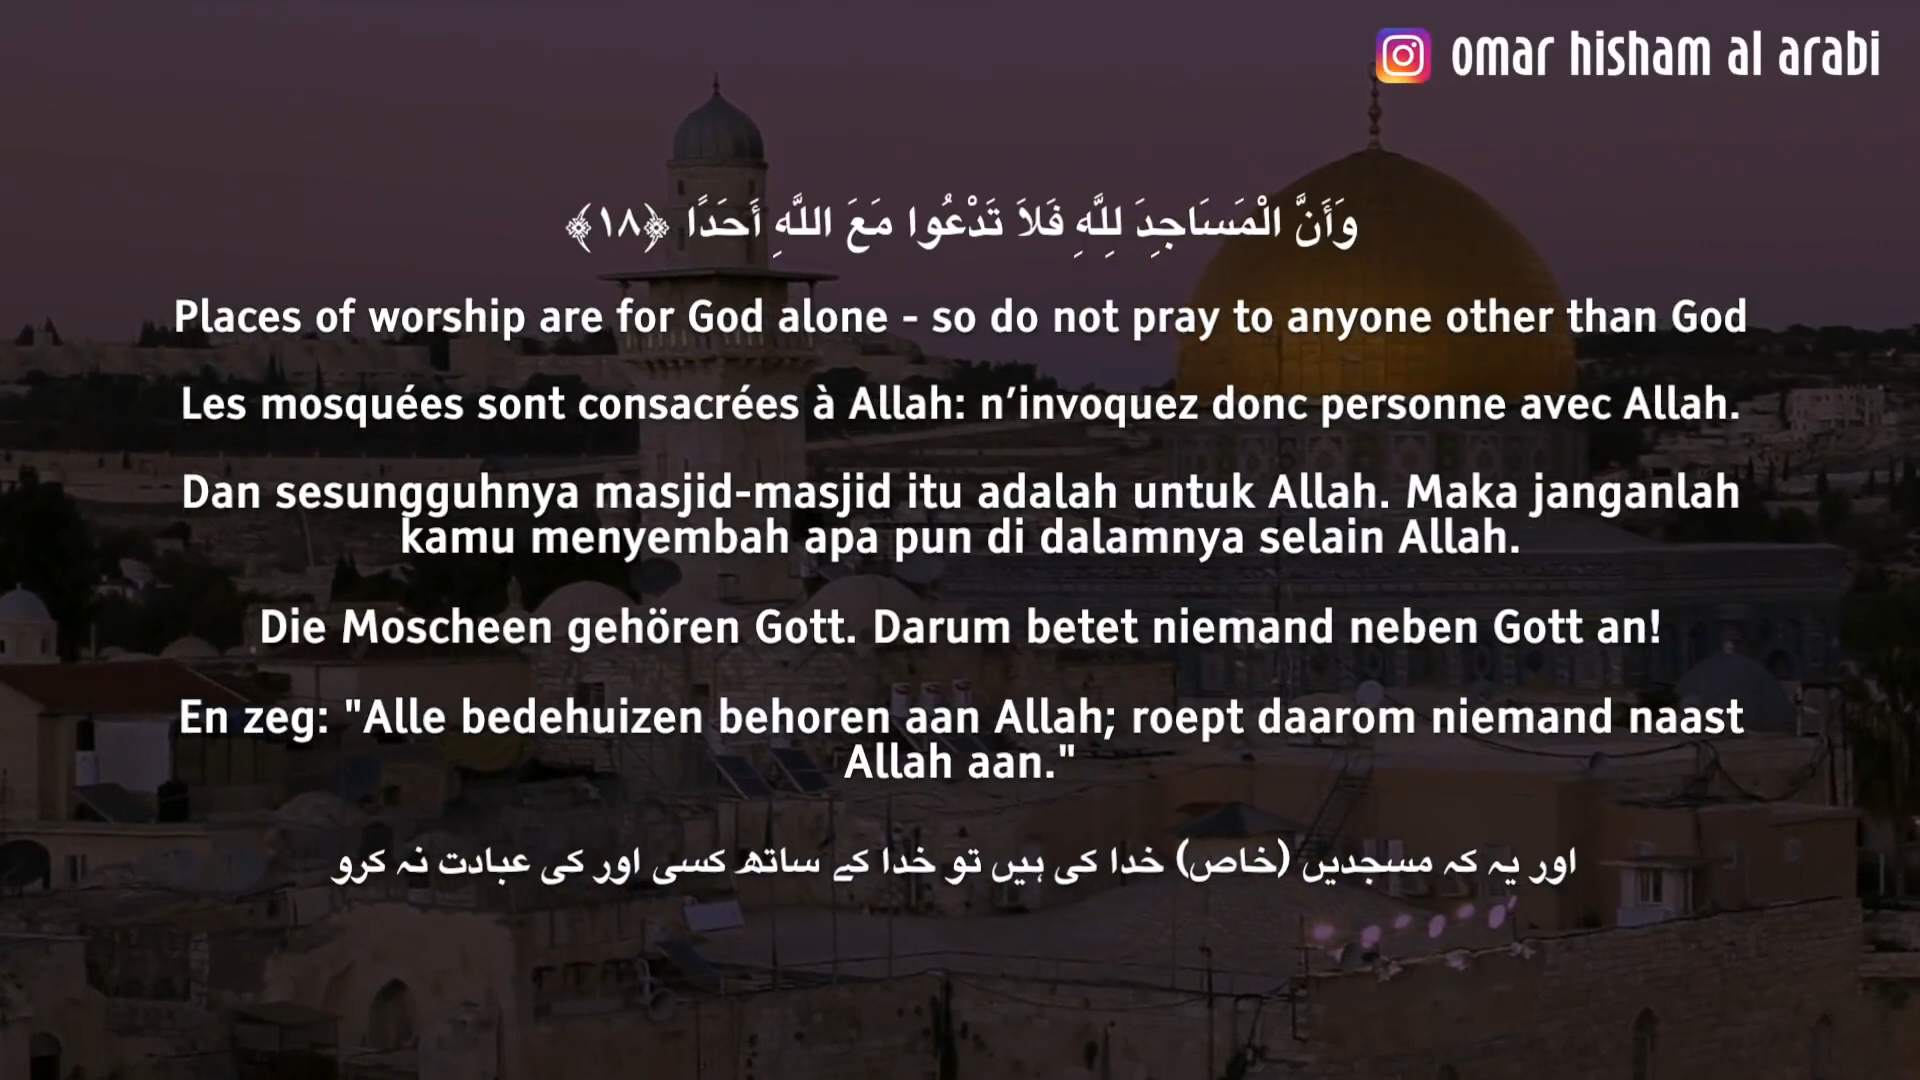 omar hisham al arabi
وَأَنَّ الْمَسَاجِدَ لِلَّهِ فَلاَ تَدْعُوا مَعَ اللَّهِ أَحَدًا ﴿١٨﴾
Places of worship are for God alone - so do not pray to anyone other than God
Les mosquées sont consacrées à Allah: n’invoquez donc personne avec Allah.
Dan sesungguhnya masjid-masjid itu adalah untuk Allah. Maka janganlah
kamu menyembah apa pun di dalamnya selain Allah.
Die Moscheen gehören Gott. Darum betet niemand neben Gott an!
En zeg: "Alle bedehuizen behoren aan Allah; roept daarom niemand naast
Allah aan."
اور یہ کہ مسجدیں (خاص) خدا کی ہیں تو خدا کے ساتھ کسی اور کی عبادت نہ کرو